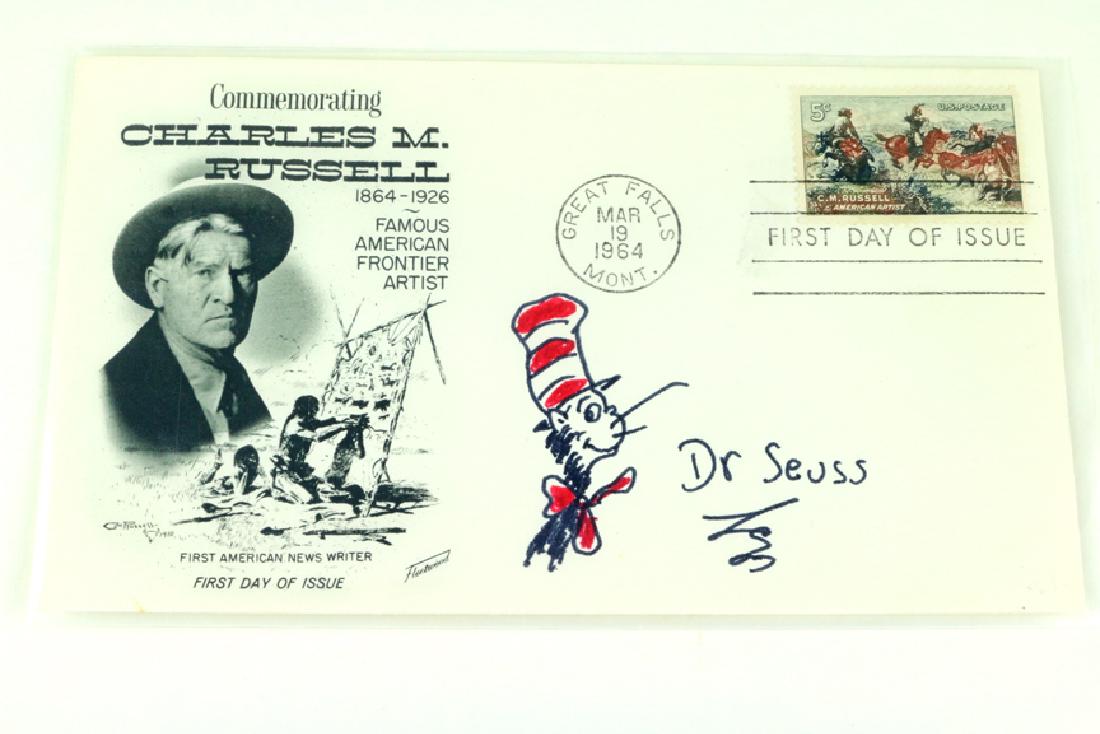 Commemorating
CHARLES M.
RUSSELL
1864-1926
~
FAMOUS
AMERICAN
FRONTIER
ARTIST
FIRST AMERICAN NEWS WRITER
FIRST DAY OF ISSUE
Fleetwood
GREAT FALLS
MAR
19
1964
MONT.
5¢ U.S.POSTAGE
C.M. RUSSELL
AMERICAN ARTIST
FIRST DAY OF ISSUE
Dr Seuss